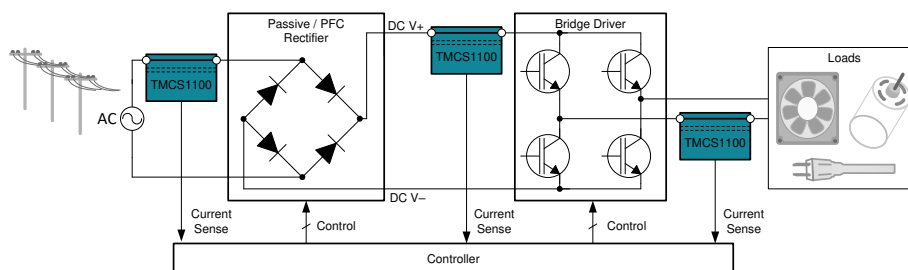 Passive / PFC
Rectifier
DC V+
Bridge Driver
Loads
TMCS1100
TMCS1100
TMCS1100
AC
DC V–
Current
Sense
Control
Current
Sense
Control
Current
Sense
Controller